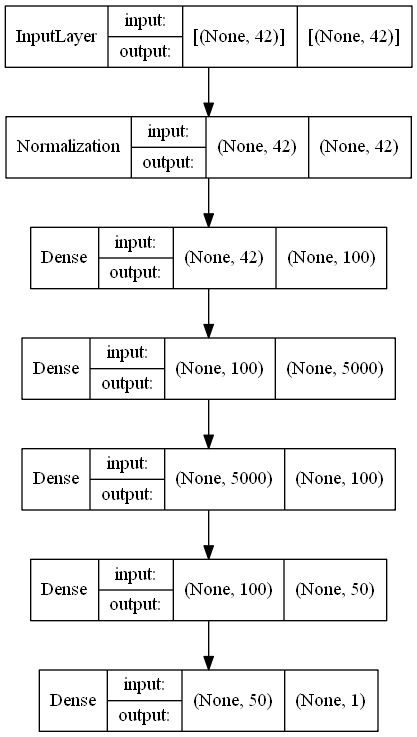 InputLayer input: output: [(None, 42)] [(None, 42)]
Normalization input: output: (None, 42) (None, 42)
Dense input: output: (None, 42) (None, 100)
Dense input: output: (None, 100) (None, 5000)
Dense input: output: (None, 5000) (None, 100)
Dense input: output: (None, 100) (None, 50)
Dense input: output: (None, 50) (None, 1)